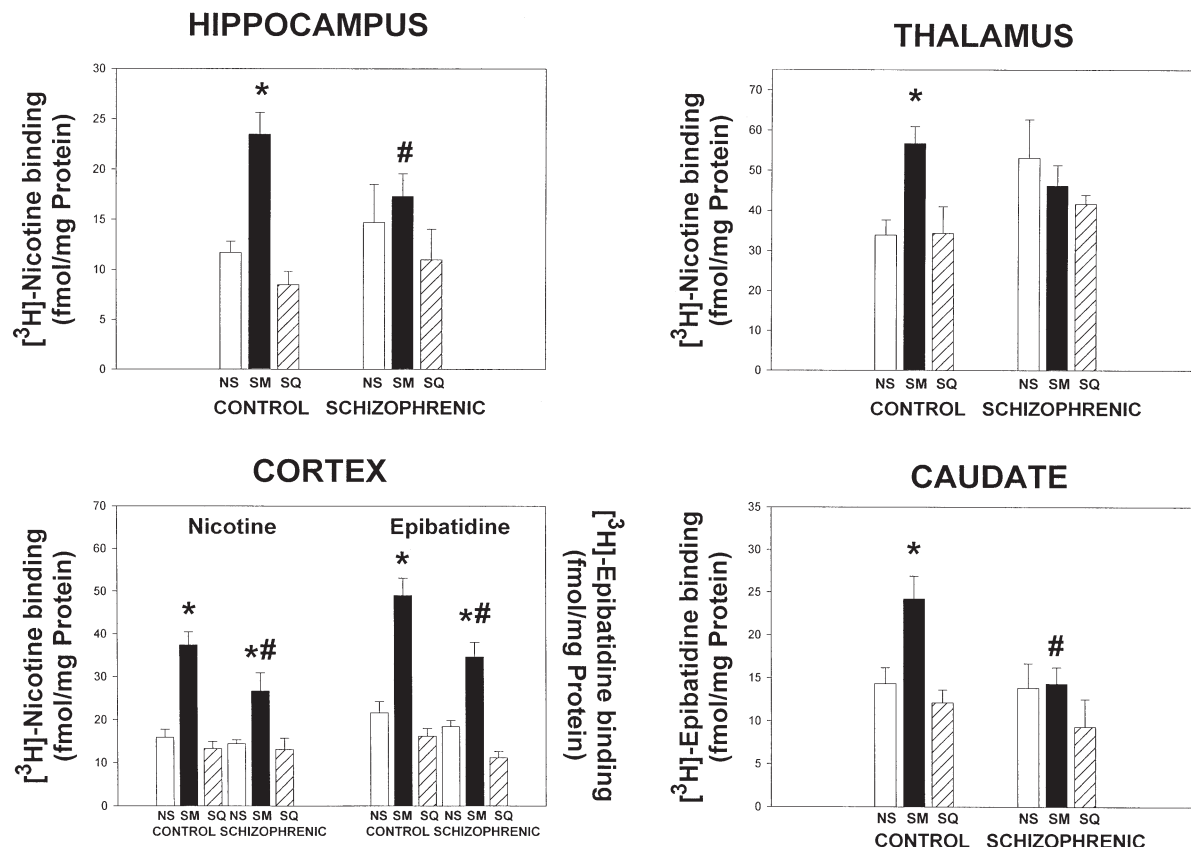 HIPPOCAMPUS
[³H]-Nicotine binding
(fmol/mg Protein)
30
25
20
15
10
5
0
*
#
NS SM SQ NS SM SQ
CONTROL SCHIZOPHRENIC
THALAMUS
[³H]-Nicotine binding
(fmol/mg Protein)
70
60
50
40
30
20
10
0
*
NS SM SQ NS SM SQ
CONTROL SCHIZOPHRENIC
CORTEX
[³H]-Nicotine binding
(fmol/mg Protein)
70
60
50
40
30
20
10
0
Nicotine Epibatidine
*
*#
*
*#
NS SM SQ NS SM SQ NS SM SQ NS SM SQ
CONTROL SCHIZOPHRENIC CONTROL SCHIZOPHRENIC
[³H]-Epibatidine binding
(fmol/mg Protein)
CAUDATE
[³H]-Epibatidine binding
(fmol/mg Protein)
35
30
25
20
15
10
5
0
*
#
NS SM SQ NS SM SQ
CONTROL SCHIZOPHRENIC